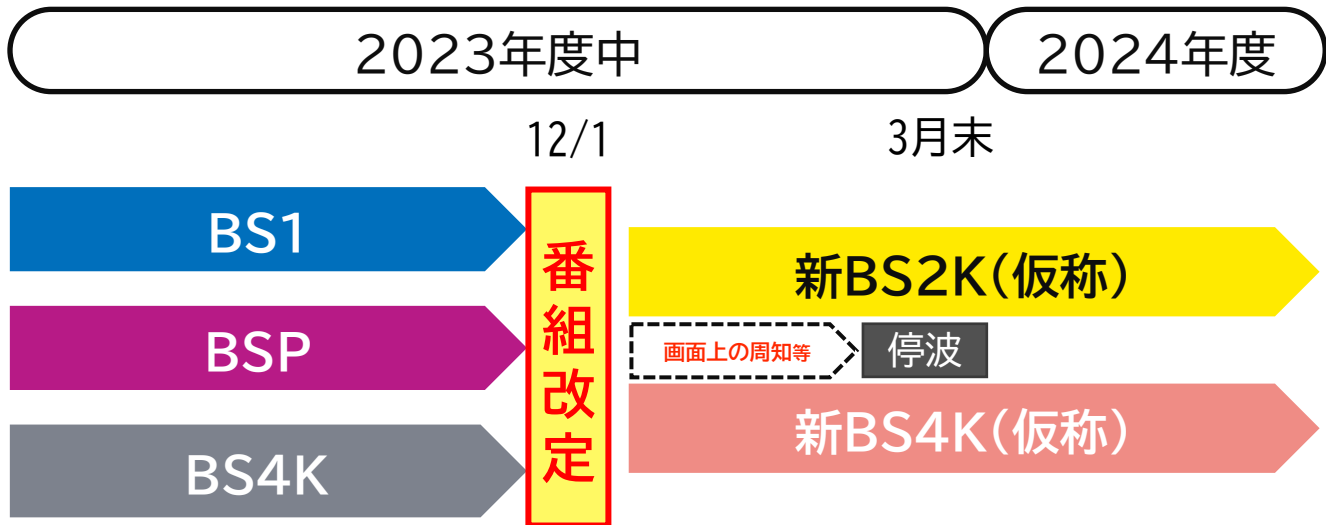 2023年度中
2024年度
12/1
3月末
BS1
BSP
BS4K
番組改定
新BS2K(仮称)
画面上の周知等
停波
新BS4K(仮称)